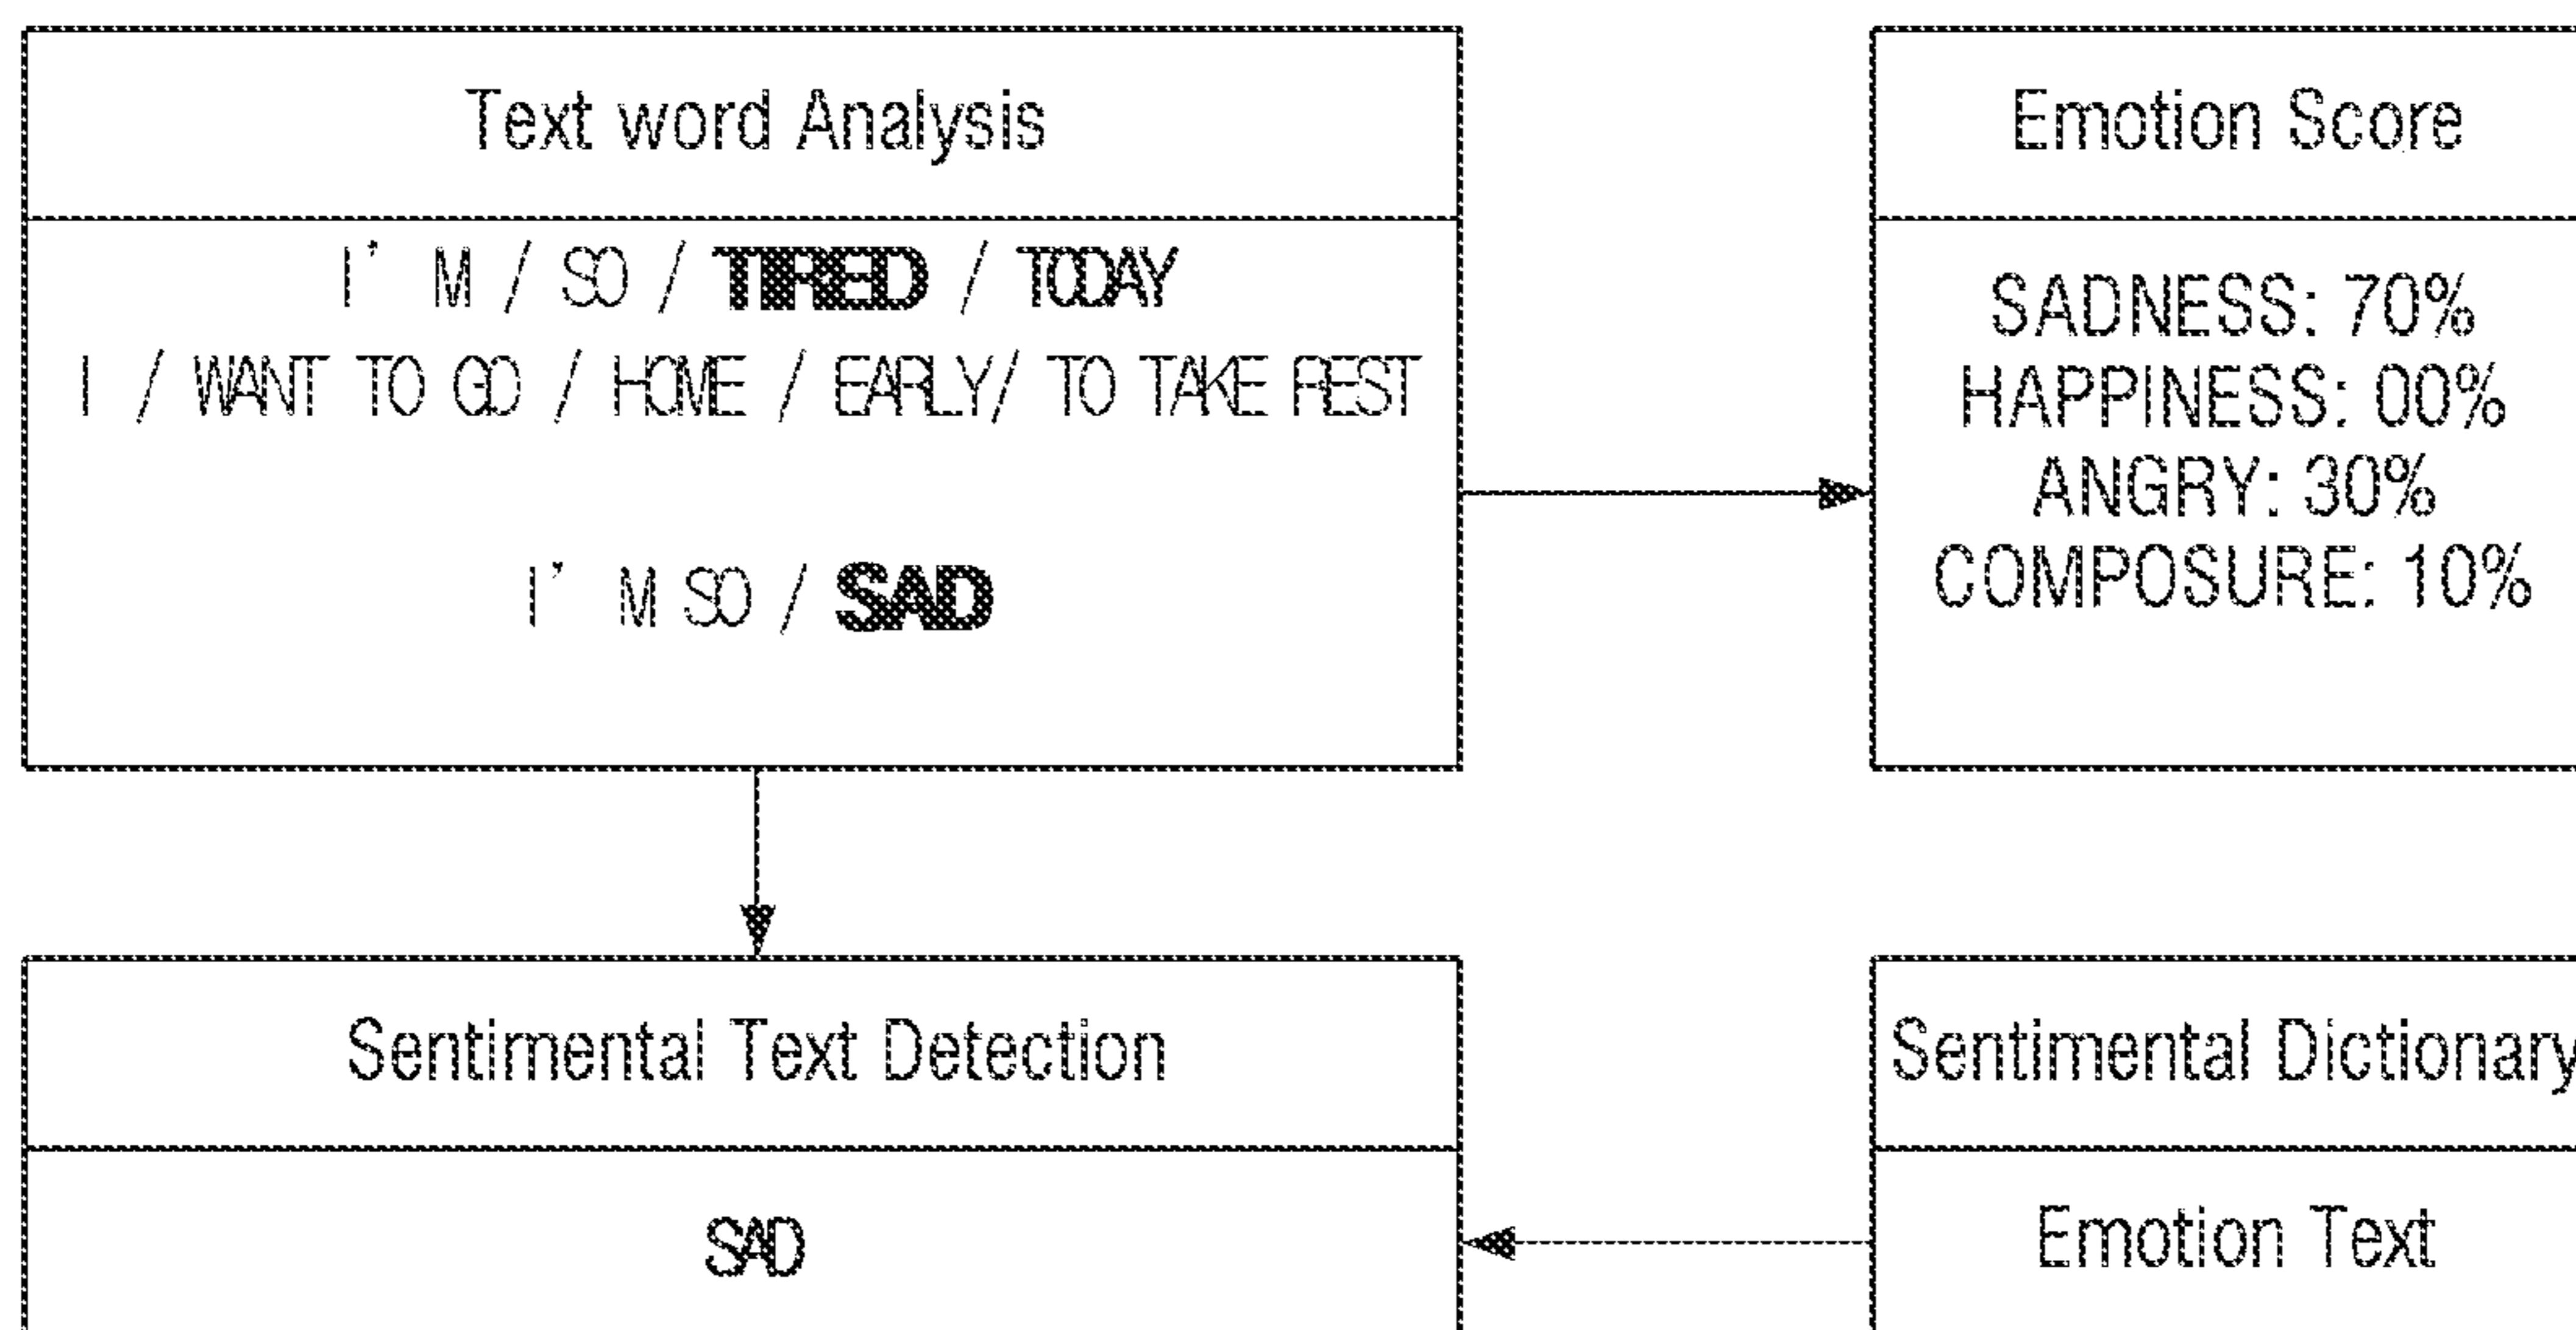 Text word Analysis
I' M / SO / TIRED / TODAY
I / WANT TO GO / HOME / EARLY/ TO TAKE REST
I' M SO / SAD
Emotion Score
SADNESS: 70%
HAPPINESS: 00%
ANGRY: 30%
COMPOSURE: 10%
Sentimental Text Detection
SAD
Sentimental Dictionary
Emotion Text